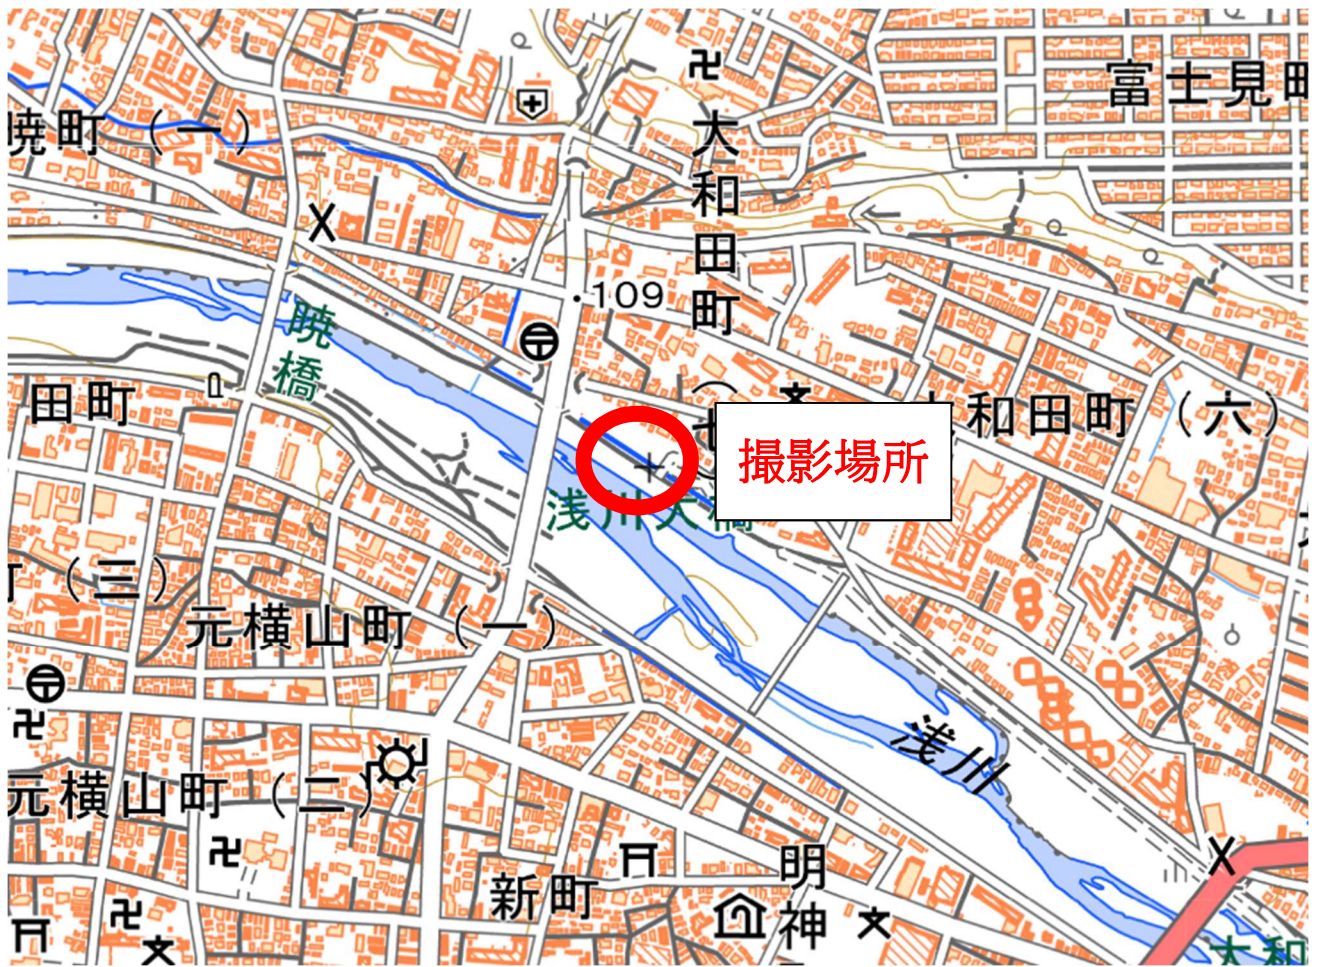 富士見町
暁町（一）
大和田町（七）
109
暁橋
田町
大和田町（六）
撮影場所
浅川大橋
（三）
元横山町（一）
浅川
元横山町（二）
新町
明神
大和